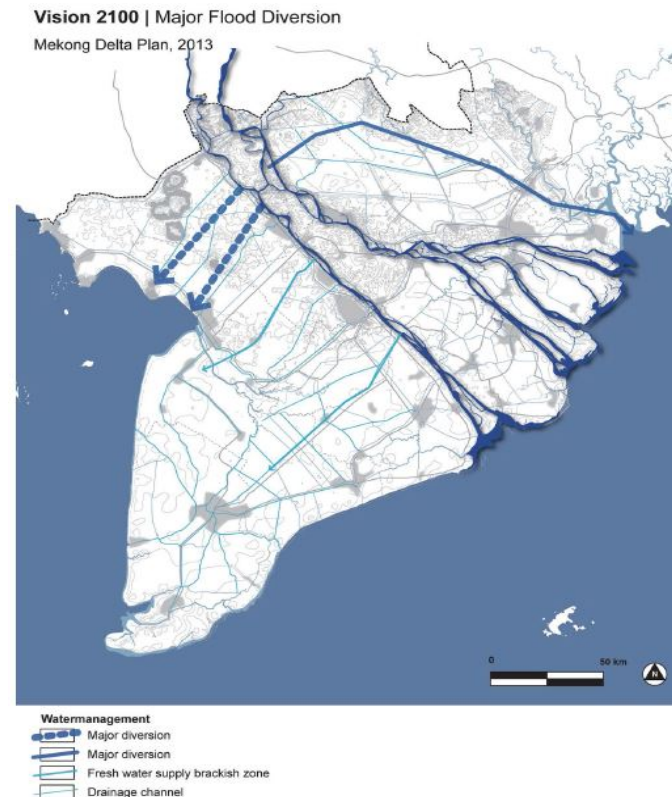 Vision 2100 | Major Flood Diversion
Mekong Delta Plan, 2013
0 50 km
N
Watermanagement
Major diversion
Major diversion
Fresh water supply brackish zone
Drainage channel